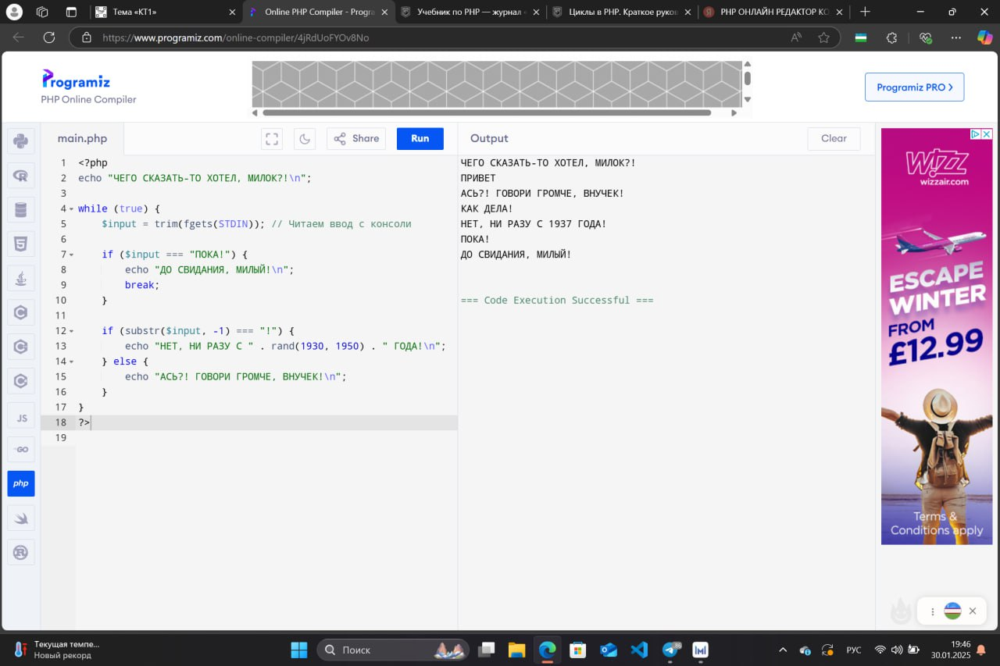 Тема «КТ1»
Online PHP Compiler - Progra
Учебник по PHP — журнал «
Циклы в PHP. Краткое руков
PHP ОНЛАЙН РЕДАКТОР КО
https://www.programiz.com/online-compiler/4jRdUoFYOv8No
Programiz
PHP Online Compiler
Programiz PRO >
main.php
Share
Run
Output
Clear
1 <?php
2 echo "ЧЕГО СКАЗАТЬ-ТО ХОТЕЛ, МИЛОК?!\n";
3
4 while (true) {
5 $input = trim(fgets(STDIN)); // Читаем ввод с консоли
6
7 if ($input === "ПОКА!") {
8 echo "ДО СВИДАНИЯ, МИЛЫЙ!\n";
9 break;
10 }
11
12 if (substr($input, -1) === "!") {
13 echo "НЕТ, НИ РАЗУ С " . rand(1930, 1950) . " ГОДА!\n";
14 } else {
15 echo "АСЬ?! ГОВОРИ ГРОМЧЕ, ВНУЧЕК!\n";
16 }
17 }
18 ?>
19
ЧЕГО СКАЗАТЬ-ТО ХОТЕЛ, МИЛОК?!
ПРИВЕТ
АСЬ?! ГОВОРИ ГРОМЧЕ, ВНУЧЕК!
КАК ДЕЛА!
НЕТ, НИ РАЗУ С 1937 ГОДА!
ПОКА!
ДО СВИДАНИЯ, МИЛЫЙ!
=== Code Execution Successful ===
JS
GO
php
WIZZ
wizzair.com
ESCAPE
WINTER
FROM
£12.99
Terms &
Conditions apply
Текущая темпе...
Новый рекорд
Поиск
РУС
19:46
30.01.2025